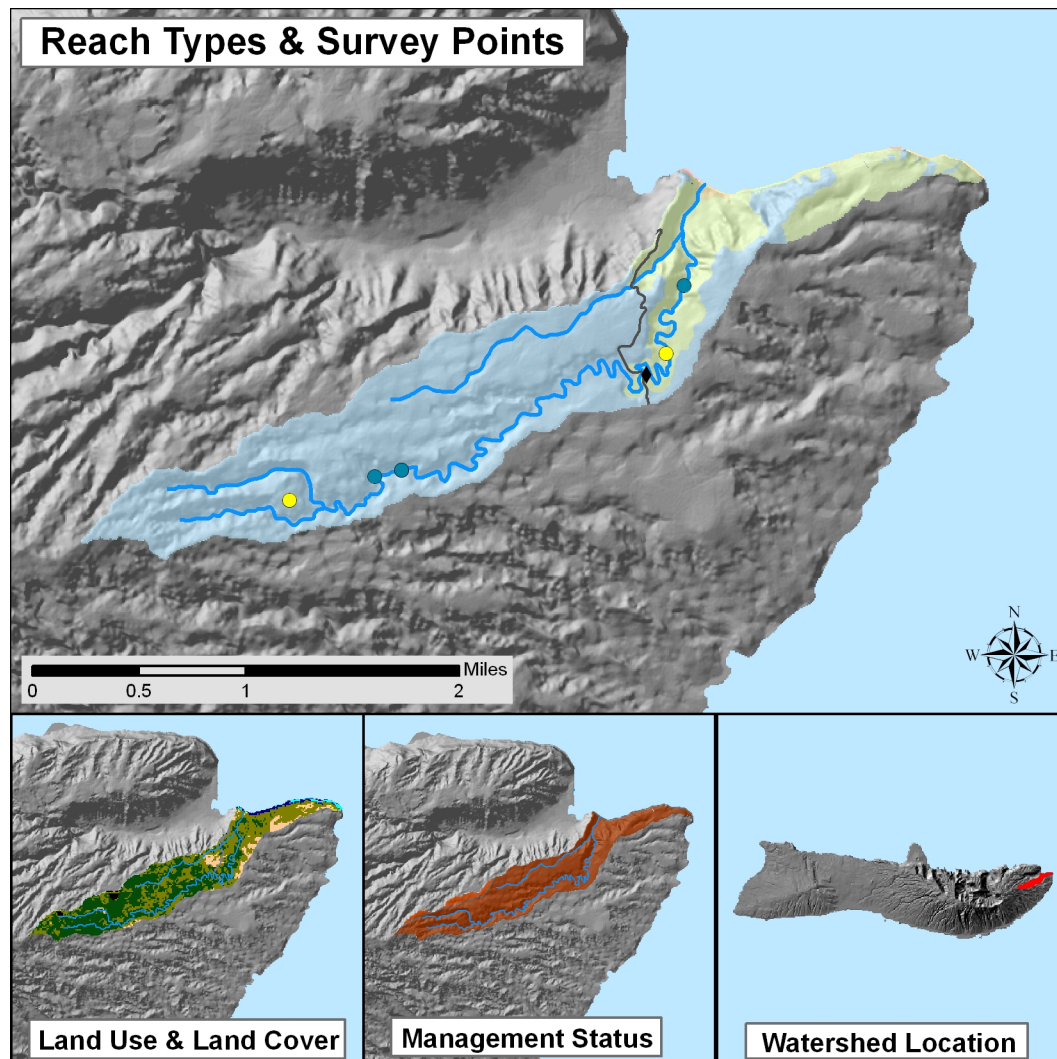 Reach Types & Survey Points
N
W E
S
Miles
0 0.5 1 2
Land Use & Land Cover
Management Status
Watershed Location